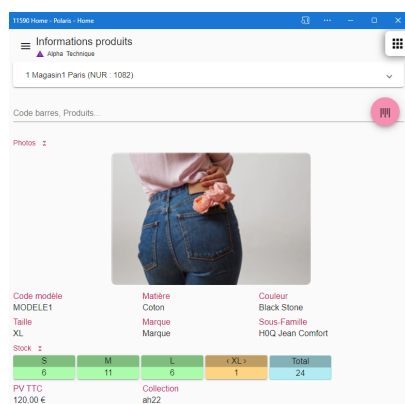 11590 Home - Polaris - Home
Informations produits
Alpha Technique
1 Magasin1 Paris (NUR : 1082)
Code barres, Produits...
Photos
Code modèle Matière Couleur
MODELE1 Coton Black Stone
Taille Marque Sous-Famille
XL Marque H0Q Jean Comfort
Stock
S M L ‹ XL › Total
6 11 6 1 24
PV TTC Collection
120,00 € ah22